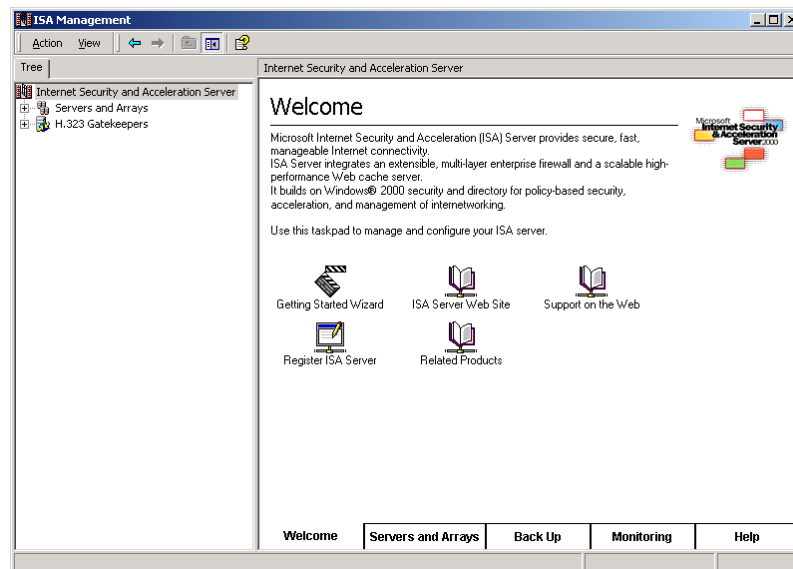 ISA Management
Action View
Tree
Internet Security and Acceleration Server
Internet Security and Acceleration Server
Servers and Arrays
H.323 Gatekeepers
Welcome
Microsoft
Internet Security
& Acceleration
Server 2000
Microsoft Internet Security and Acceleration (ISA) Server provides secure, fast,
manageable Internet connectivity.
ISA Server integrates an extensible, multi-layer enterprise firewall and a scalable high-
performance Web cache server.
It builds on Windows® 2000 security and directory for policy-based security,
acceleration, and management of internetworking.
Use this taskpad to manage and configure your ISA server.
Getting Started Wizard ISA Server Web Site Support on the Web
Register ISA Server Related Products
Welcome Servers and Arrays Back Up Monitoring Help